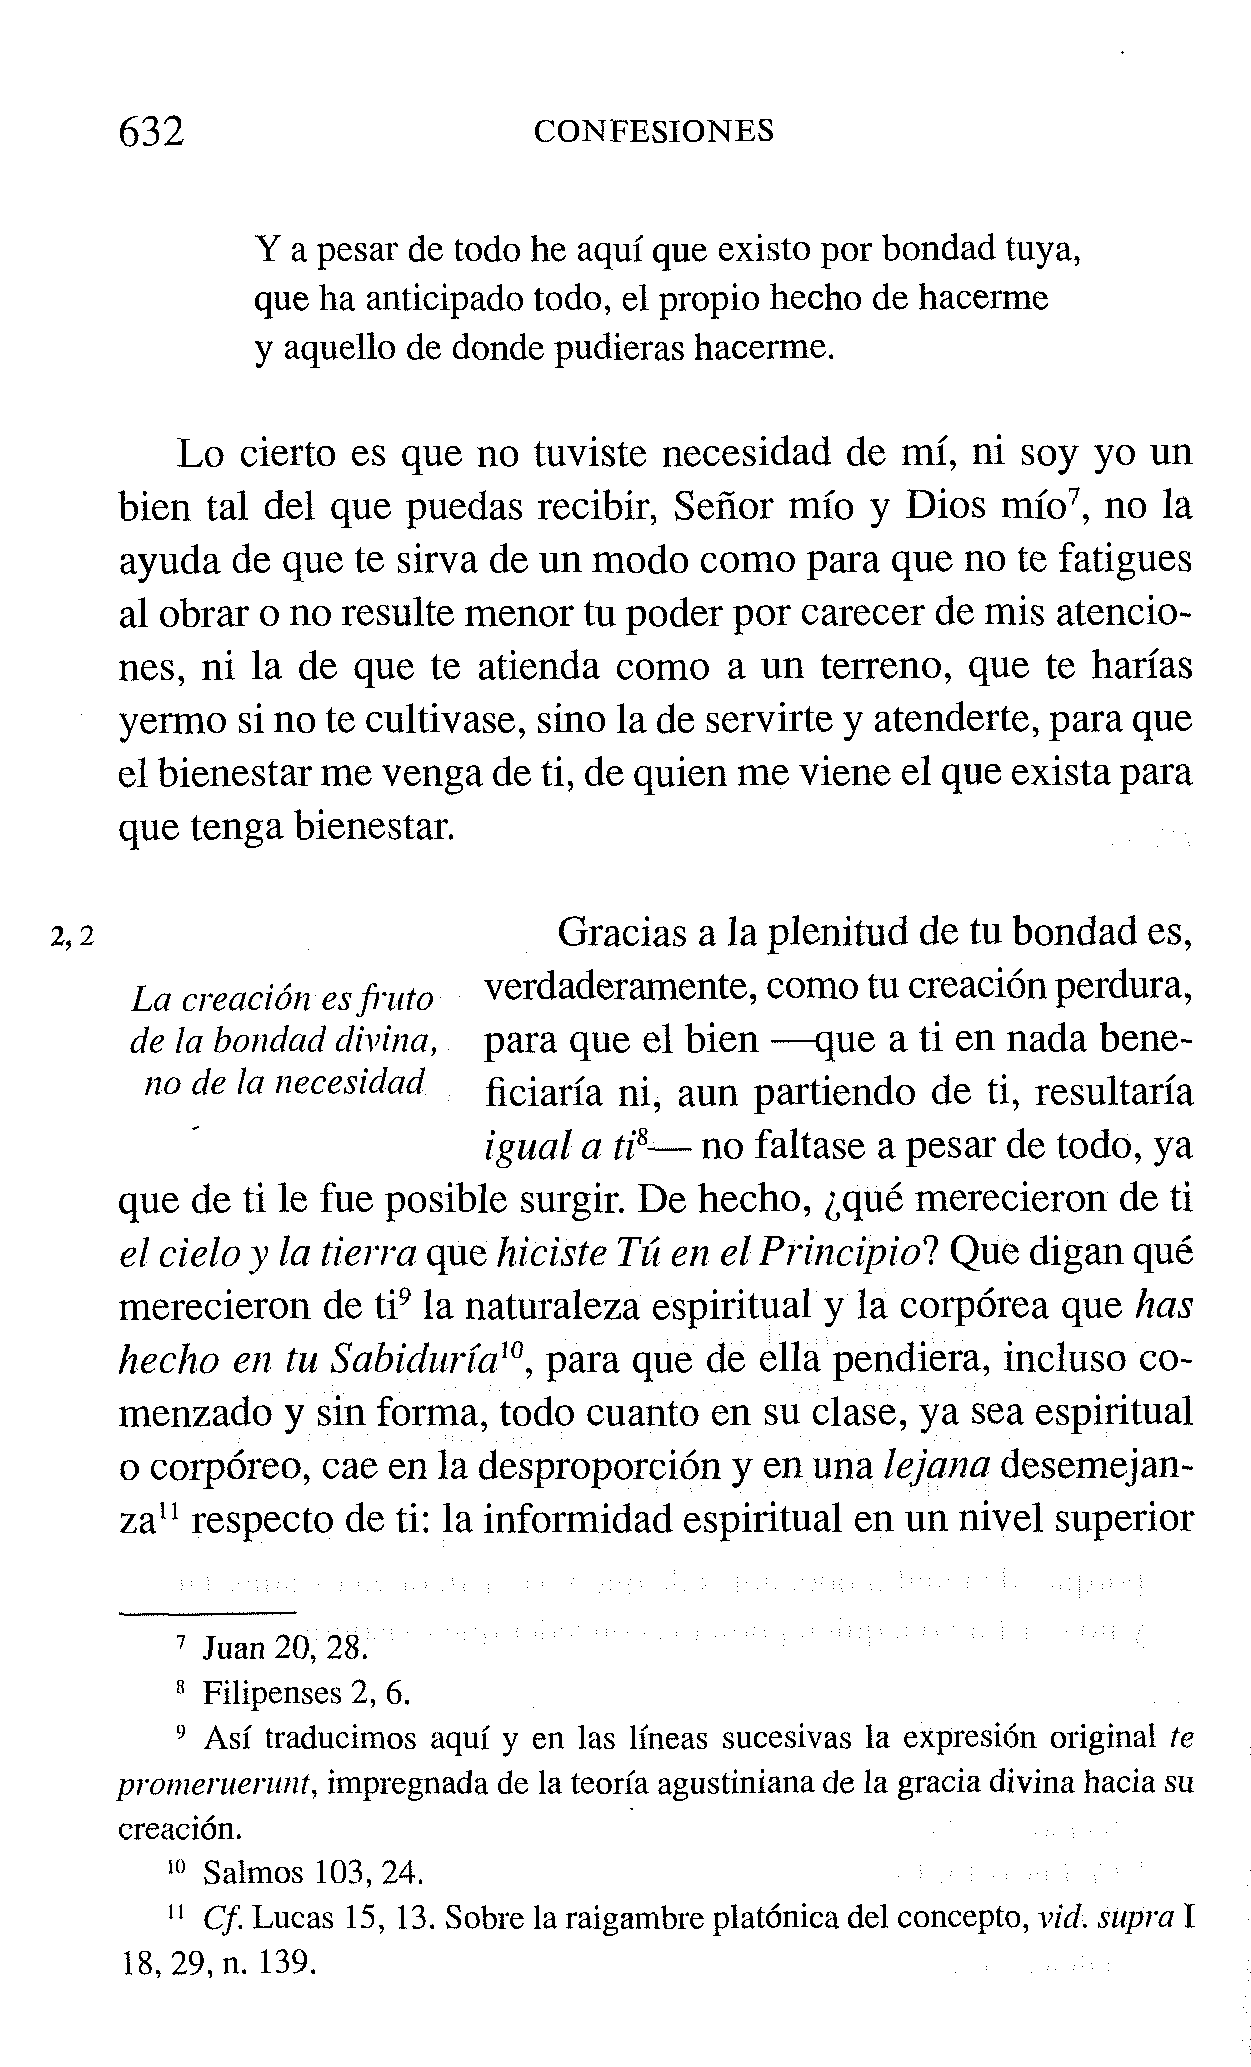 632 CONFESIONES
Y a pesar de todo he aquí que existo por bondad tuya,
que ha anticipado todo, el propio hecho de hacerme
y aquello de donde pudieras hacerme.
Lo cierto es que no tuviste necesidad de mí, ni soy yo un
bien tal del que puedas recibir, Señor mío y Dios mío⁷, no la
ayuda de que te sirva de un modo como para que no te fatigues
al obrar o no resulte menor tu poder por carecer de mis atencio-
nes, ni la de que te atienda como a un terreno, que te harías
yermo si no te cultivase, sino la de servirte y atenderte, para que
el bienestar me venga de ti, de quien me viene el que exista para
que tenga bienestar.
2, 2
La creación es fruto
de la bondad divina,
no de la necesidad
Gracias a la plenitud de tu bondad es,
verdaderamente, como tu creación perdura,
para que el bien —que a ti en nada bene-
ficiaría ni, aun partiendo de ti, resultaría
igual a ti⁸— no faltase a pesar de todo, ya
que de ti le fue posible surgir. De hecho, ¿qué merecieron de ti
el cielo y la tierra que hiciste Tú en el Principio? Que digan qué
merecieron de ti⁹ la naturaleza espiritual y la corpórea que has
hecho en tu Sabiduría¹⁰, para que de ella pendiera, incluso co-
menzado y sin forma, todo cuanto en su clase, ya sea espiritual
o corpóreo, cae en la desproporción y en una lejana desemejan-
za¹¹ respecto de ti: la informidad espiritual en un nivel superior
⁷ Juan 20, 28.
⁸ Filipenses 2, 6.
⁹ Así traducimos aquí y en las líneas sucesivas la expresión original te
promeruerunt, impregnada de la teoría agustiniana de la gracia divina hacia su
creación.
¹⁰ Salmos 103, 24.
¹¹ Cf. Lucas 15, 13. Sobre la raigambre platónica del concepto, vid. supra I
18, 29, n. 139.